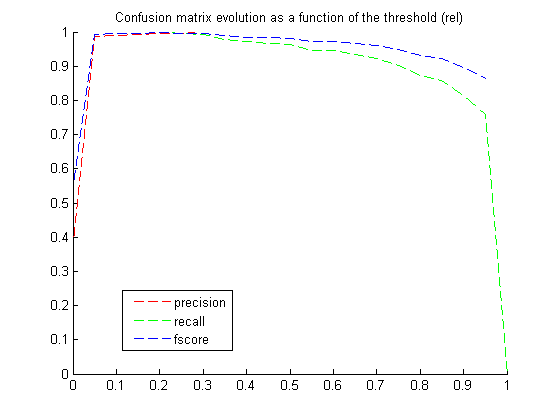 Confusion matrix evolution as a function of the threshold (rel)
1
0.9
0.8
0.7
0.6
0.5
0.4
0.3
0.2
0.1
0
precision
recall
fscore
0 0.1 0.2 0.3 0.4 0.5 0.6 0.7 0.8 0.9 1